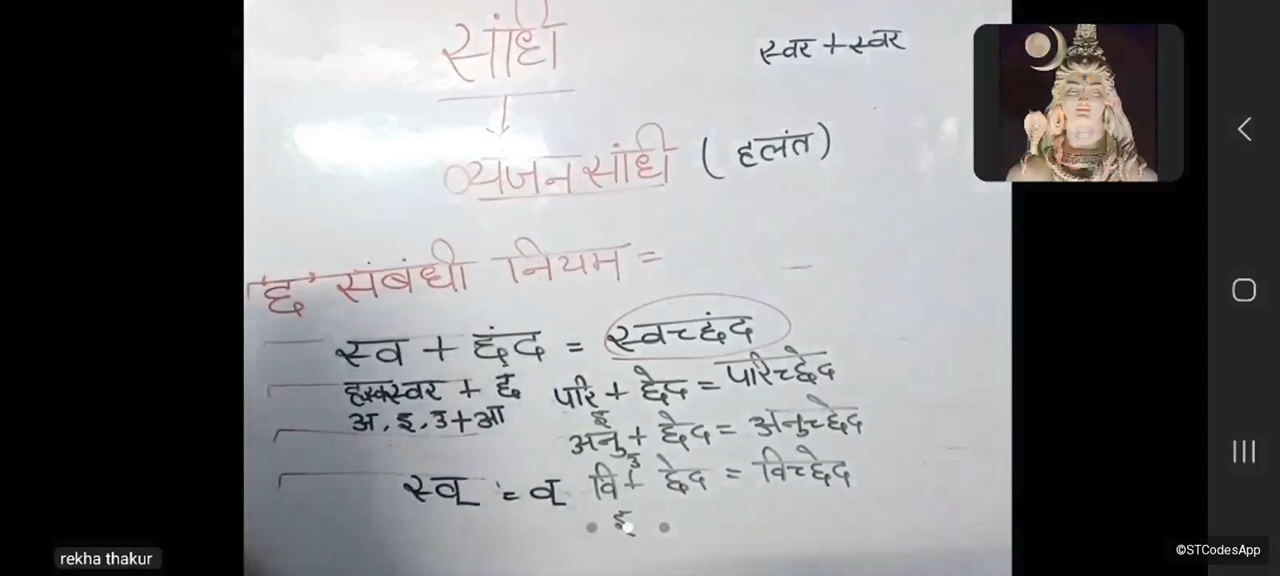 संधि
स्वर + स्वर
व्यंजन संधी (हलंत)
'छ' संबंधी नियम =
स्व + छंद = स्वच्छंद
ह्रस्वस्वर + छ
परि + छेद = परिच्छेद
अ, इ, उ + आ
इ
अनु + छेद = अनुच्छेद
उ
स्व् = व् वि + छेद = विच्छेद
इ
rekha thakur
©STCodesApp